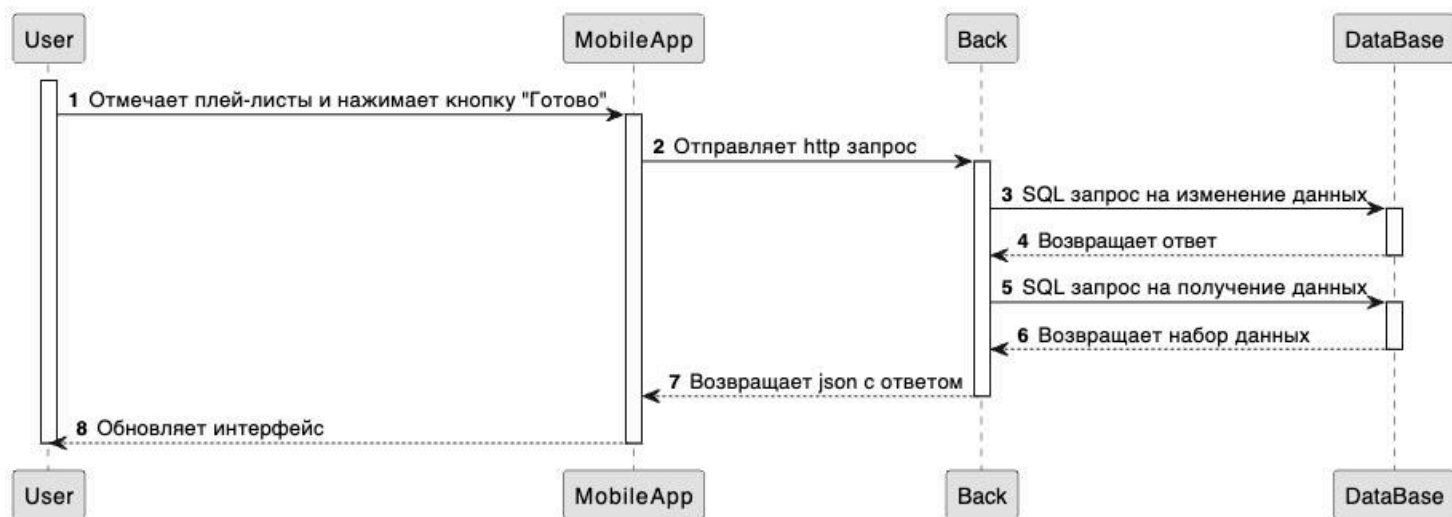 User MobileApp Back DataBase
1 Отмечает плей-листы и нажимает кнопку "Готово"
2 Отправляет http запрос
3 SQL запрос на изменение данных
4 Возвращает ответ
5 SQL запрос на получение данных
6 Возвращает набор данных
7 Возвращает json с ответом
8 Обновляет интерфейс
User MobileApp Back DataBase